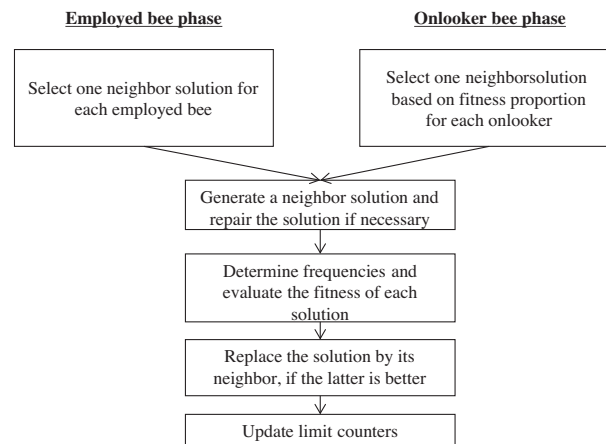 Employed bee phase
Onlooker bee phase
Select one neighbor solution for
each employed bee
Select one neighborsolution
based on fitness proportion
for each onlooker
Generate a neighbor solution and
repair the solution if necessary
Determine frequencies and
evaluate the fitness of each
solution
Replace the solution by its
neighbor, if the latter is better
Update limit counters